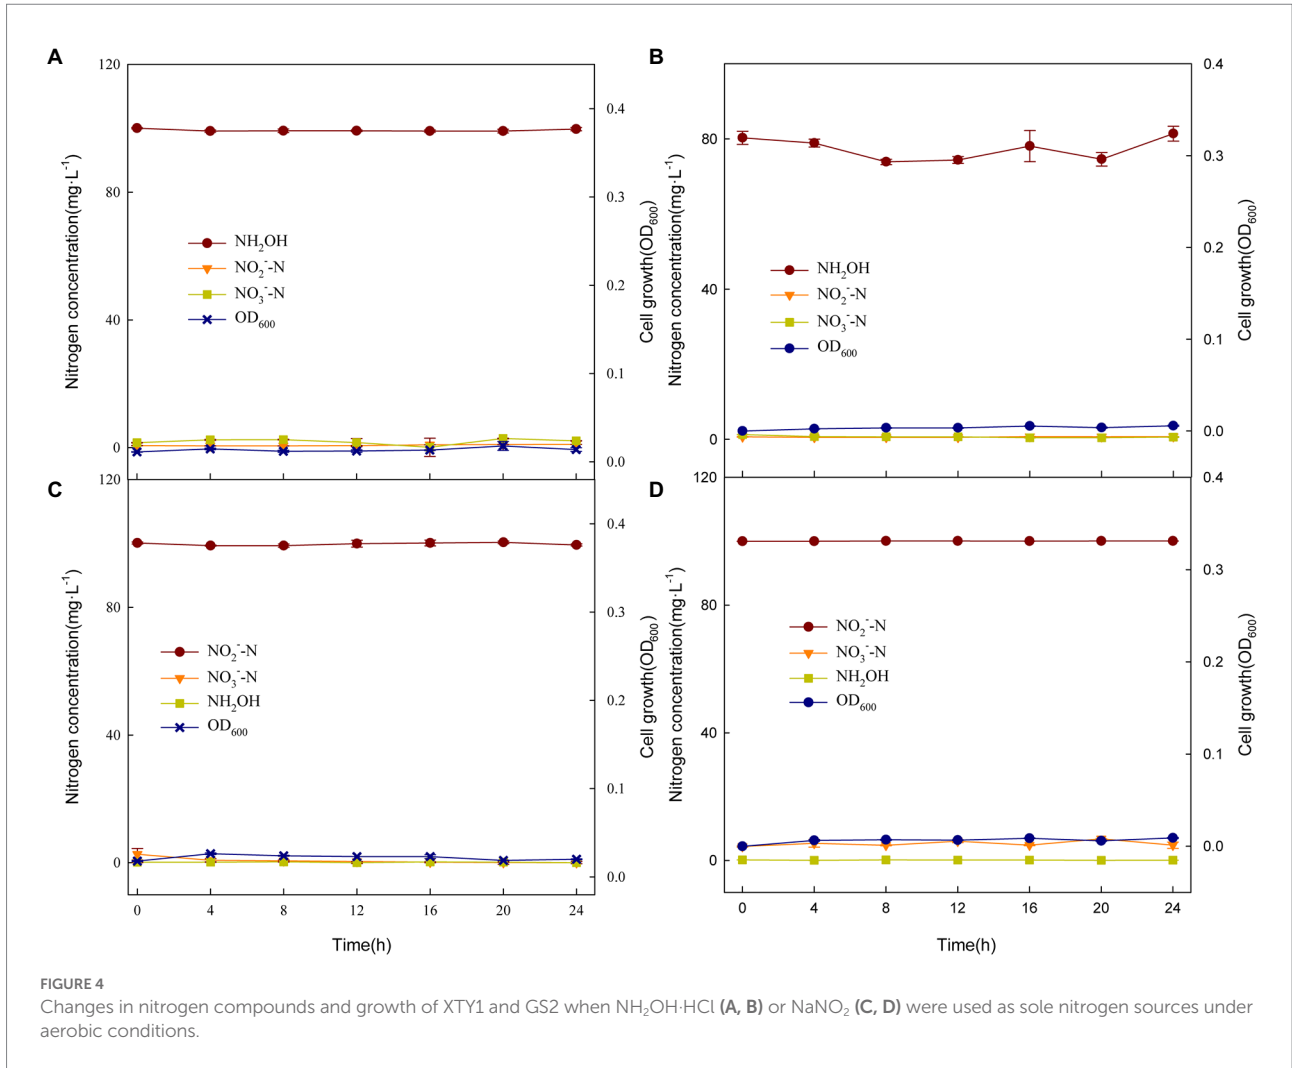 A
120
80
40
0
Nitrogen concentration(mg·L⁻¹)
NH₂OH
NO₂⁻-N
NO₃⁻-N
OD₆₀₀
0.4
0.3
0.2
0.1
0.0
Cell growth(OD₆₀₀)
B
80
40
0
Nitrogen concentration(mg·L⁻¹)
NH₂OH
NO₂⁻-N
NO₃⁻-N
OD₆₀₀
0.4
0.3
0.2
0.1
0.0
Cell growth(OD₆₀₀)
C
120
80
40
0
Nitrogen concentration(mg·L⁻¹)
NO₂⁻-N
NO₃⁻-N
NH₂OH
OD₆₀₀
0.4
0.3
0.2
0.1
0.0
Cell growth(OD₆₀₀)
0 4 8 12 16 20 24
Time(h)
D
120
80
40
0
Nitrogen concentration(mg·L⁻¹)
NO₂⁻-N
NO₃⁻-N
NH₂OH
OD₆₀₀
0.4
0.3
0.2
0.1
0.0
Cell growth(OD₆₀₀)
0 4 8 12 16 20 24
Time(h)
FIGURE 4
Changes in nitrogen compounds and growth of XTY1 and GS2 when NH₂OH·HCl (A, B) or NaNO₂ (C, D) were used as sole nitrogen sources under
aerobic conditions.